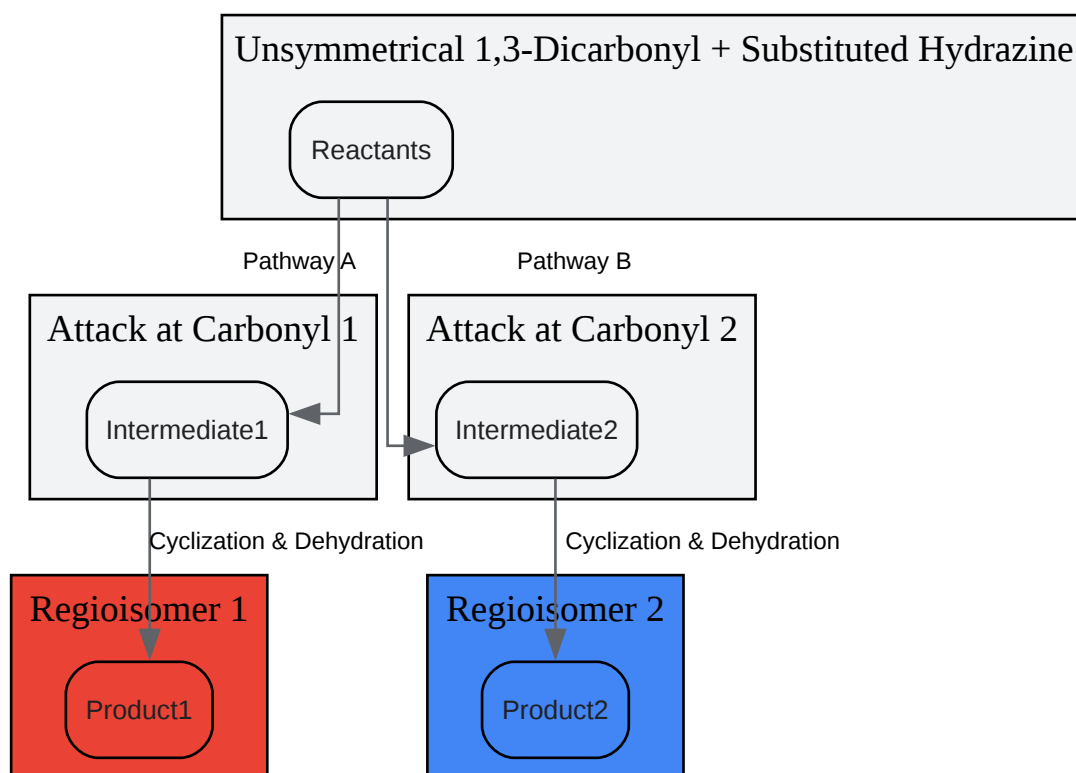 Unsymmetrical 1,3-Dicarbonyl + Substituted Hydrazine
Reactants
Pathway A
Pathway B
Attack at Carbonyl 1
Attack at Carbonyl 2
Intermediate1
Intermediate2
Cyclization & Dehydration
Cyclization & Dehydration
Regioisomer 1
Regioisomer 2
Product1
Product2